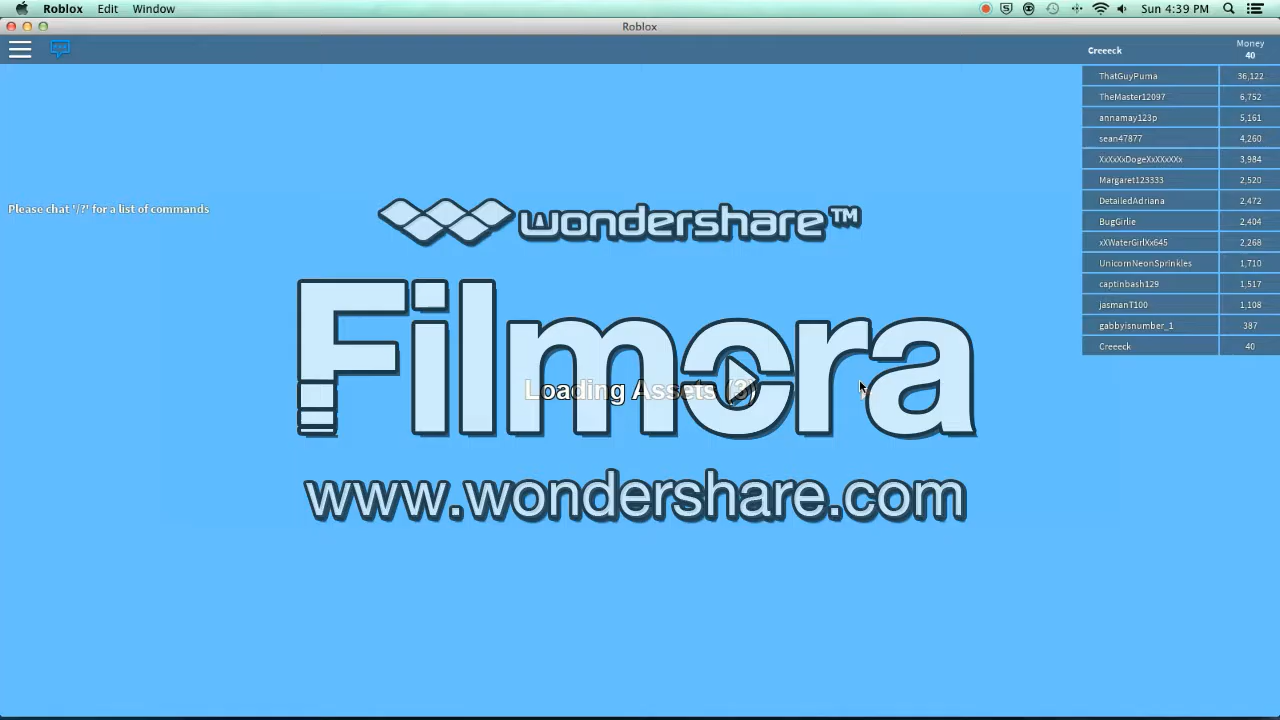 Roblox Edit Window
Sun 4:39 PM
Roblox
Creeeck
Money
40
ThatGuyPuma 36,122
TheMaster12097 6,752
annamay123p 5,161
sean47877 4,260
XxXxXxDogeXxXXxXXx 3,984
Margaret123333 2,520
DetailedAdriana 2,472
BugGirlie 2,404
xXWaterGirlXx645 2,268
UnicornNeonSprinkles 1,710
captinbash129 1,517
jasmanT100 1,108
gabbyisnumber_1 387
Creeeck 40
Please chat '/?' for a list of commands
wondershare™
Filmora
Loading Assets (3)
www.wondershare.com